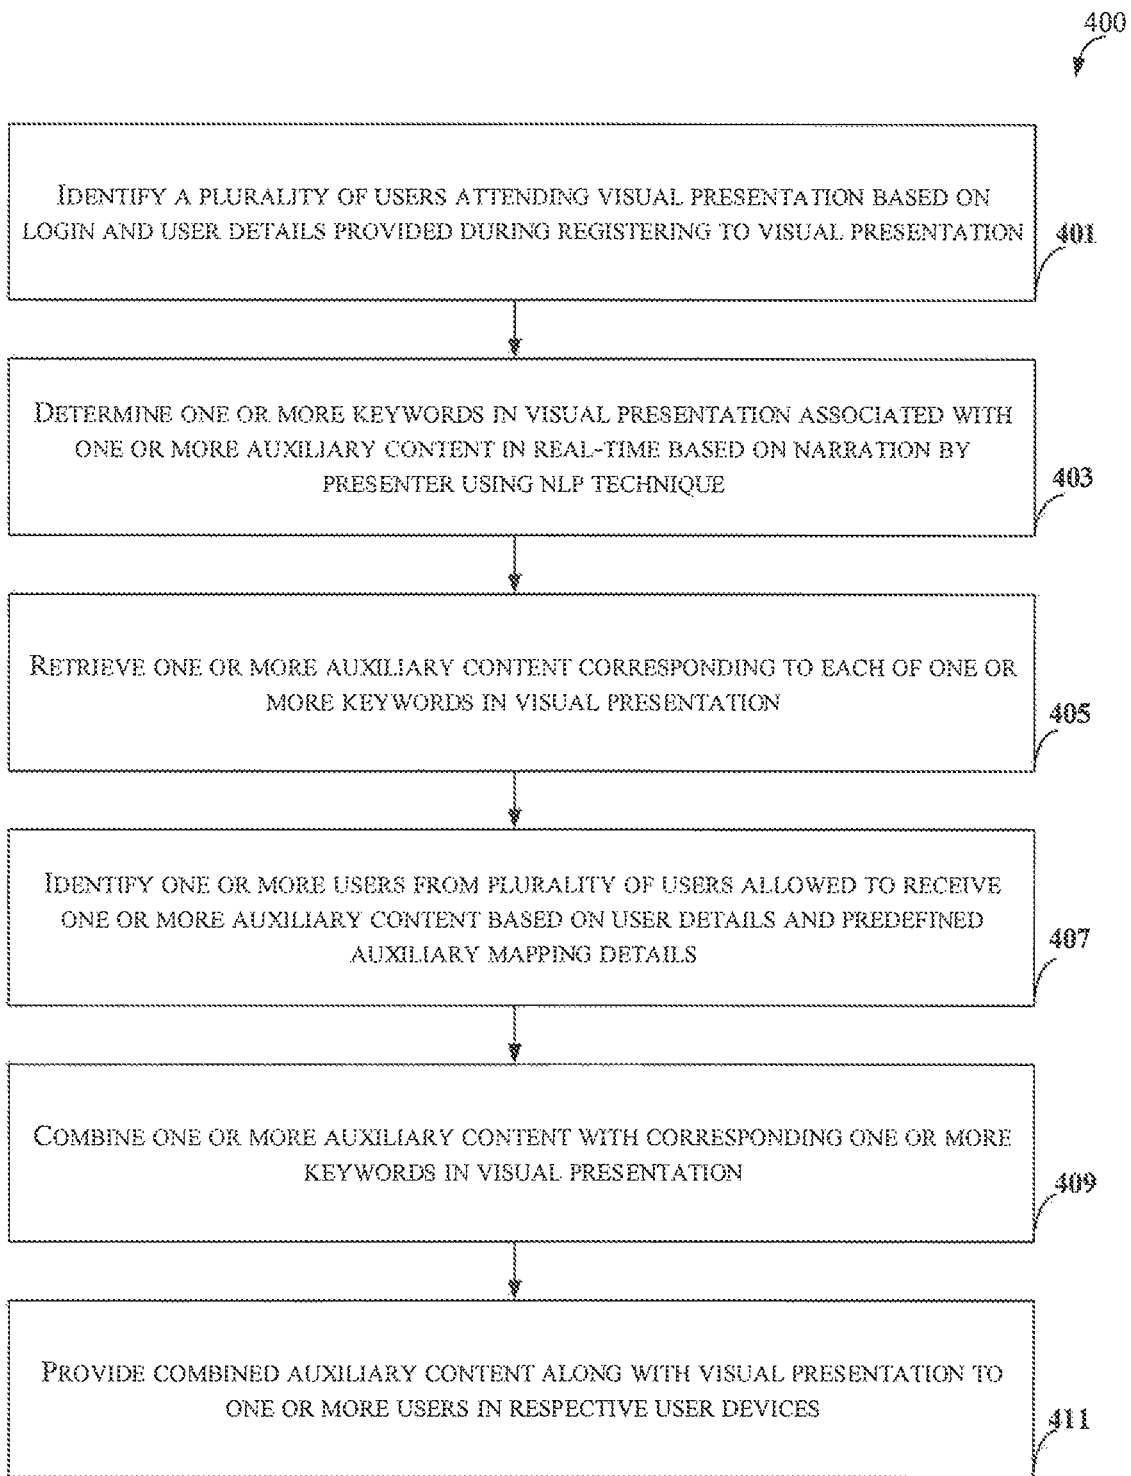 400
IDENTIFY A PLURALITY OF USERS ATTENDING VISUAL PRESENTATION BASED ON
LOGIN AND USER DETAILS PROVIDED DURING REGISTERING TO VISUAL PRESENTATION
401
DETERMINE ONE OR MORE KEYWORDS IN VISUAL PRESENTATION ASSOCIATED WITH
ONE OR MORE AUXILIARY CONTENT IN REAL-TIME BASED ON NARRATION BY
PRESENTER USING NLP TECHNIQUE
403
RETRIEVE ONE OR MORE AUXILIARY CONTENT CORRESPONDING TO EACH OF ONE OR
MORE KEYWORDS IN VISUAL PRESENTATION
405
IDENTIFY ONE OR MORE USERS FROM PLURALITY OF USERS ALLOWED TO RECEIVE
ONE OR MORE AUXILIARY CONTENT BASED ON USER DETAILS AND PREDEFINED
AUXILIARY MAPPING DETAILS
407
COMBINE ONE OR MORE AUXILIARY CONTENT WITH CORRESPONDING ONE OR MORE
KEYWORDS IN VISUAL PRESENTATION
409
PROVIDE COMBINED AUXILIARY CONTENT ALONG WITH VISUAL PRESENTATION TO
ONE OR MORE USERS IN RESPECTIVE USER DEVICES
411